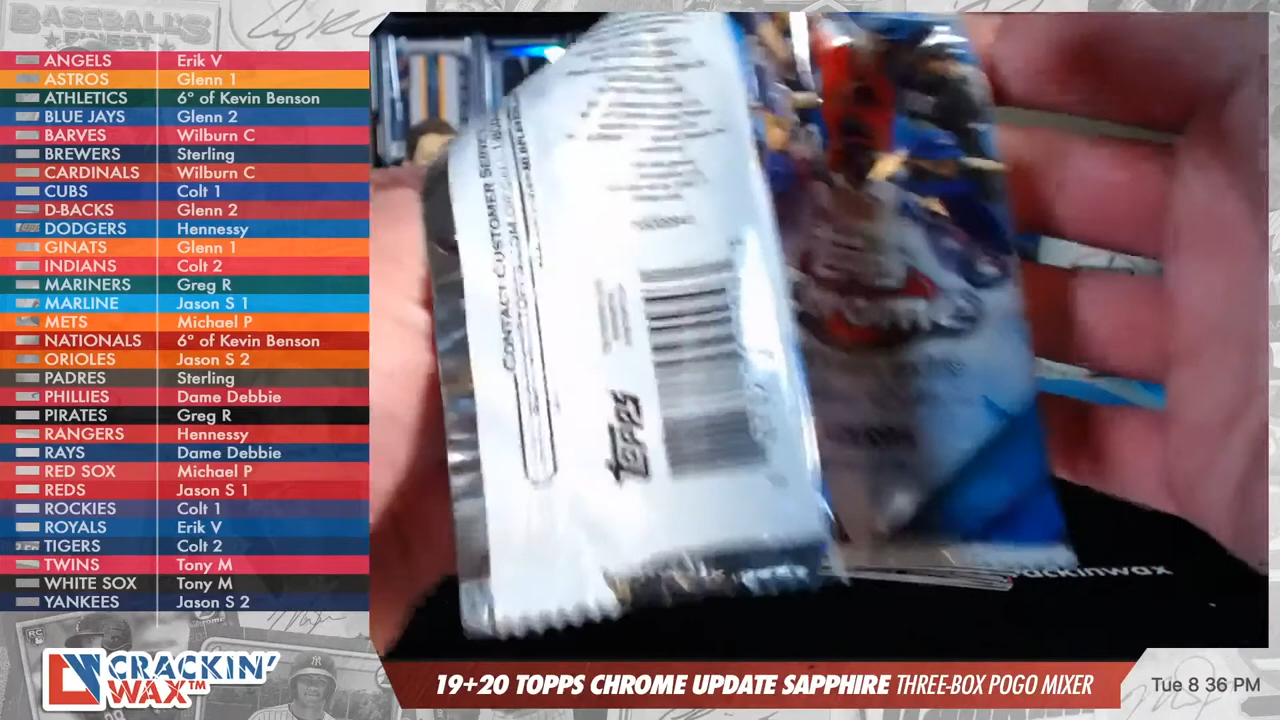 BASEBALL'S
FINEST
ANGELS Erik V
ASTROS Glenn 1
ATHLETICS 6° of Kevin Benson
BLUE JAYS Glenn 2
BARVES Wilburn C
BREWERS Sterling
CARDINALS Wilburn C
CUBS Colt 1
D-BACKS Glenn 2
DODGERS Hennessy
GINATS Glenn 1
INDIANS Colt 2
MARINERS Greg R
MARLINE Jason S 1
METS Michael P
NATIONALS 6° of Kevin Benson
ORIOLES Jason S 2
PADRES Sterling
PHILLIES Dame Debbie
PIRATES Greg R
RANGERS Hennessy
RAYS Dame Debbie
RED SOX Michael P
REDS Jason S 1
ROCKIES Colt 1
ROYALS Erik V
TIGERS Colt 2
TWINS Tony M
WHITE SOX Tony M
YANKEES Jason S 2
RC
CRACKIN'
WAX™
CONTACT CUSTOMER
TOPPS
crackinwax
19+20 TOPPS CHROME UPDATE SAPPHIRE THREE-BOX POGO MIXER
Tue 8 36 PM